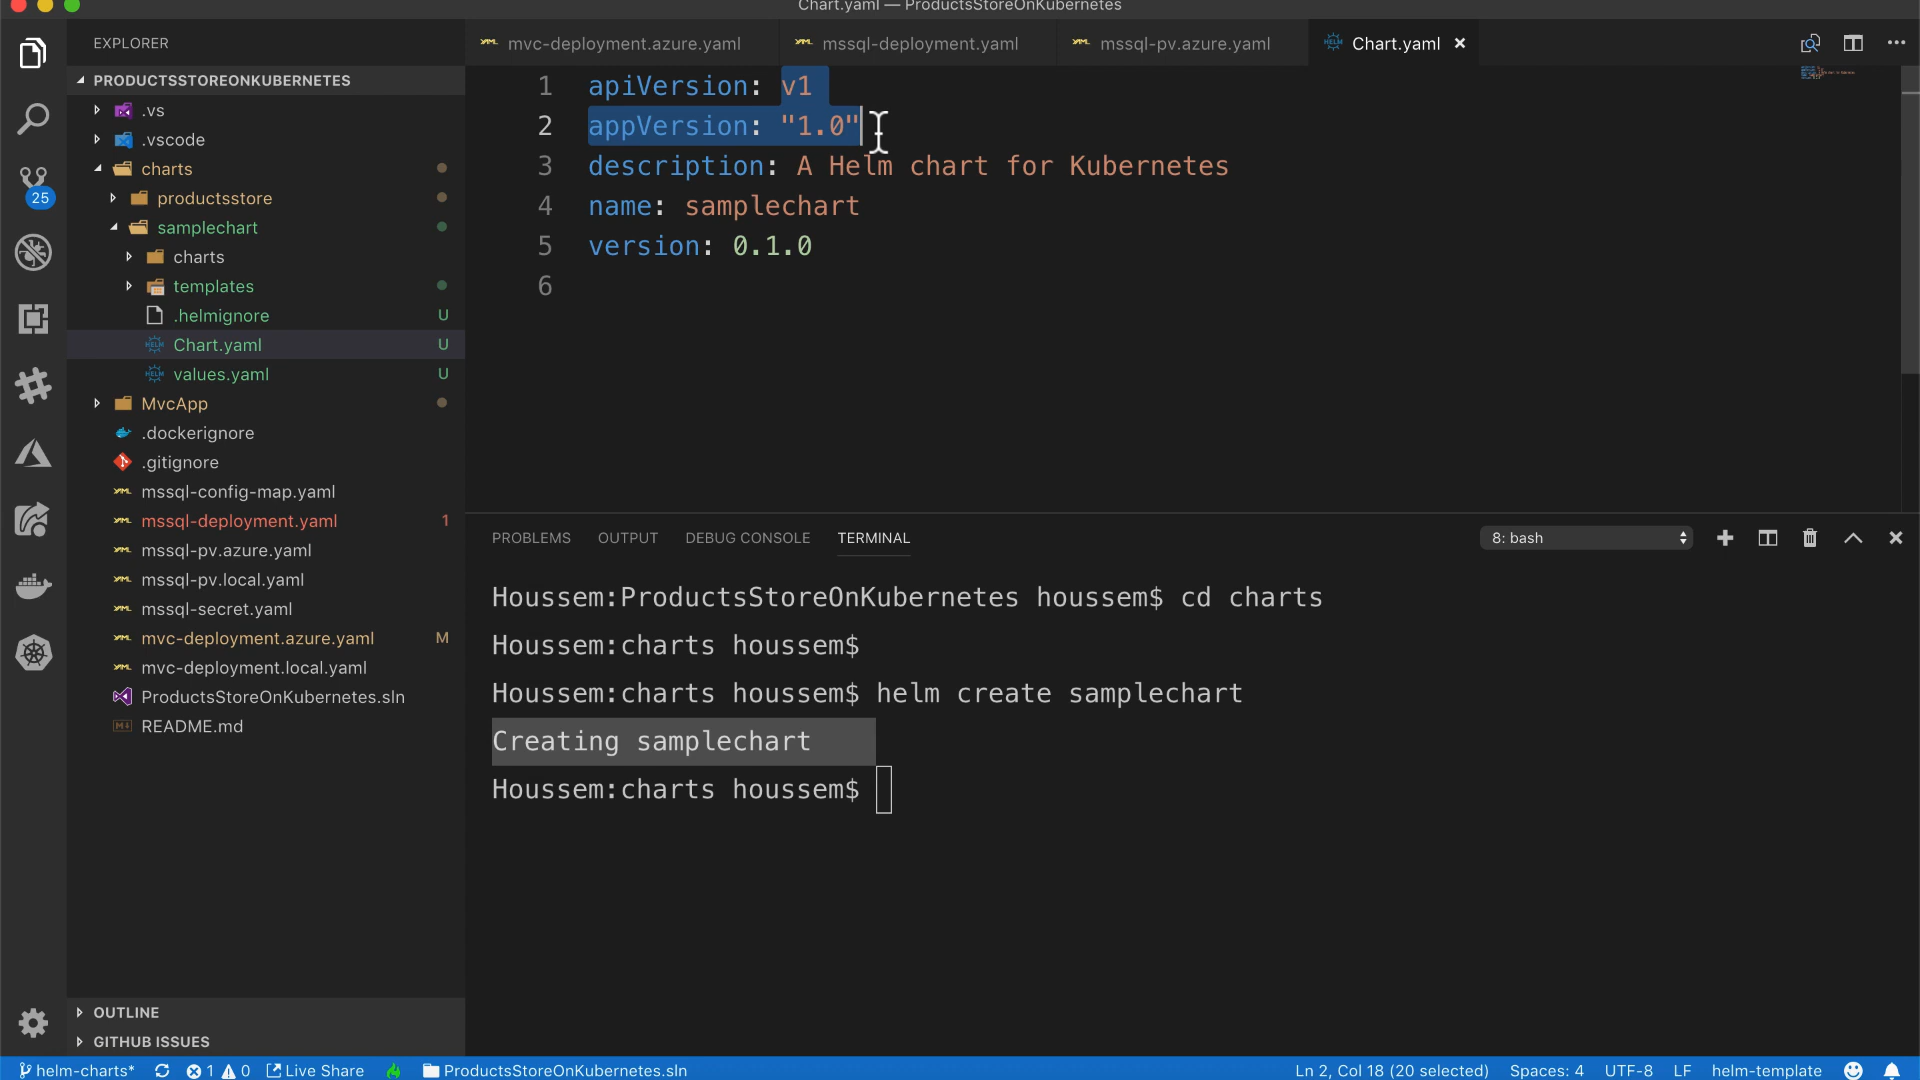 Chart.yaml — ProductsStoreOnKubernetes
EXPLORER
PRODUCTSSTOREONKUBERNETES
.vs
.vscode
charts
productsstore
samplechart
charts
templates
.helmignore U
Chart.yaml U
values.yaml U
MvcApp
.dockerignore
.gitignore
mssql-config-map.yaml
mssql-deployment.yaml 1
mssql-pv.azure.yaml
mssql-pv.local.yaml
mssql-secret.yaml
mvc-deployment.azure.yaml M
mvc-deployment.local.yaml
ProductsStoreOnKubernetes.sln
README.md
OUTLINE
GITHUB ISSUES
25
mvc-deployment.azure.yaml mssql-deployment.yaml mssql-pv.azure.yaml Chart.yaml
1 apiVersion: v1
2 appVersion: "1.0"
3 description: A Helm chart for Kubernetes
4 name: samplechart
5 version: 0.1.0
6
PROBLEMS OUTPUT DEBUG CONSOLE TERMINAL 8: bash
Houssem:ProductsStoreOnKubernetes houssem$ cd charts
Houssem:charts houssem$
Houssem:charts houssem$ helm create samplechart
Creating samplechart
Houssem:charts houssem$
helm-charts* 1 0 Live Share ProductsStoreOnKubernetes.sln Ln 2, Col 18 (20 selected) Spaces: 4 UTF-8 LF helm-template